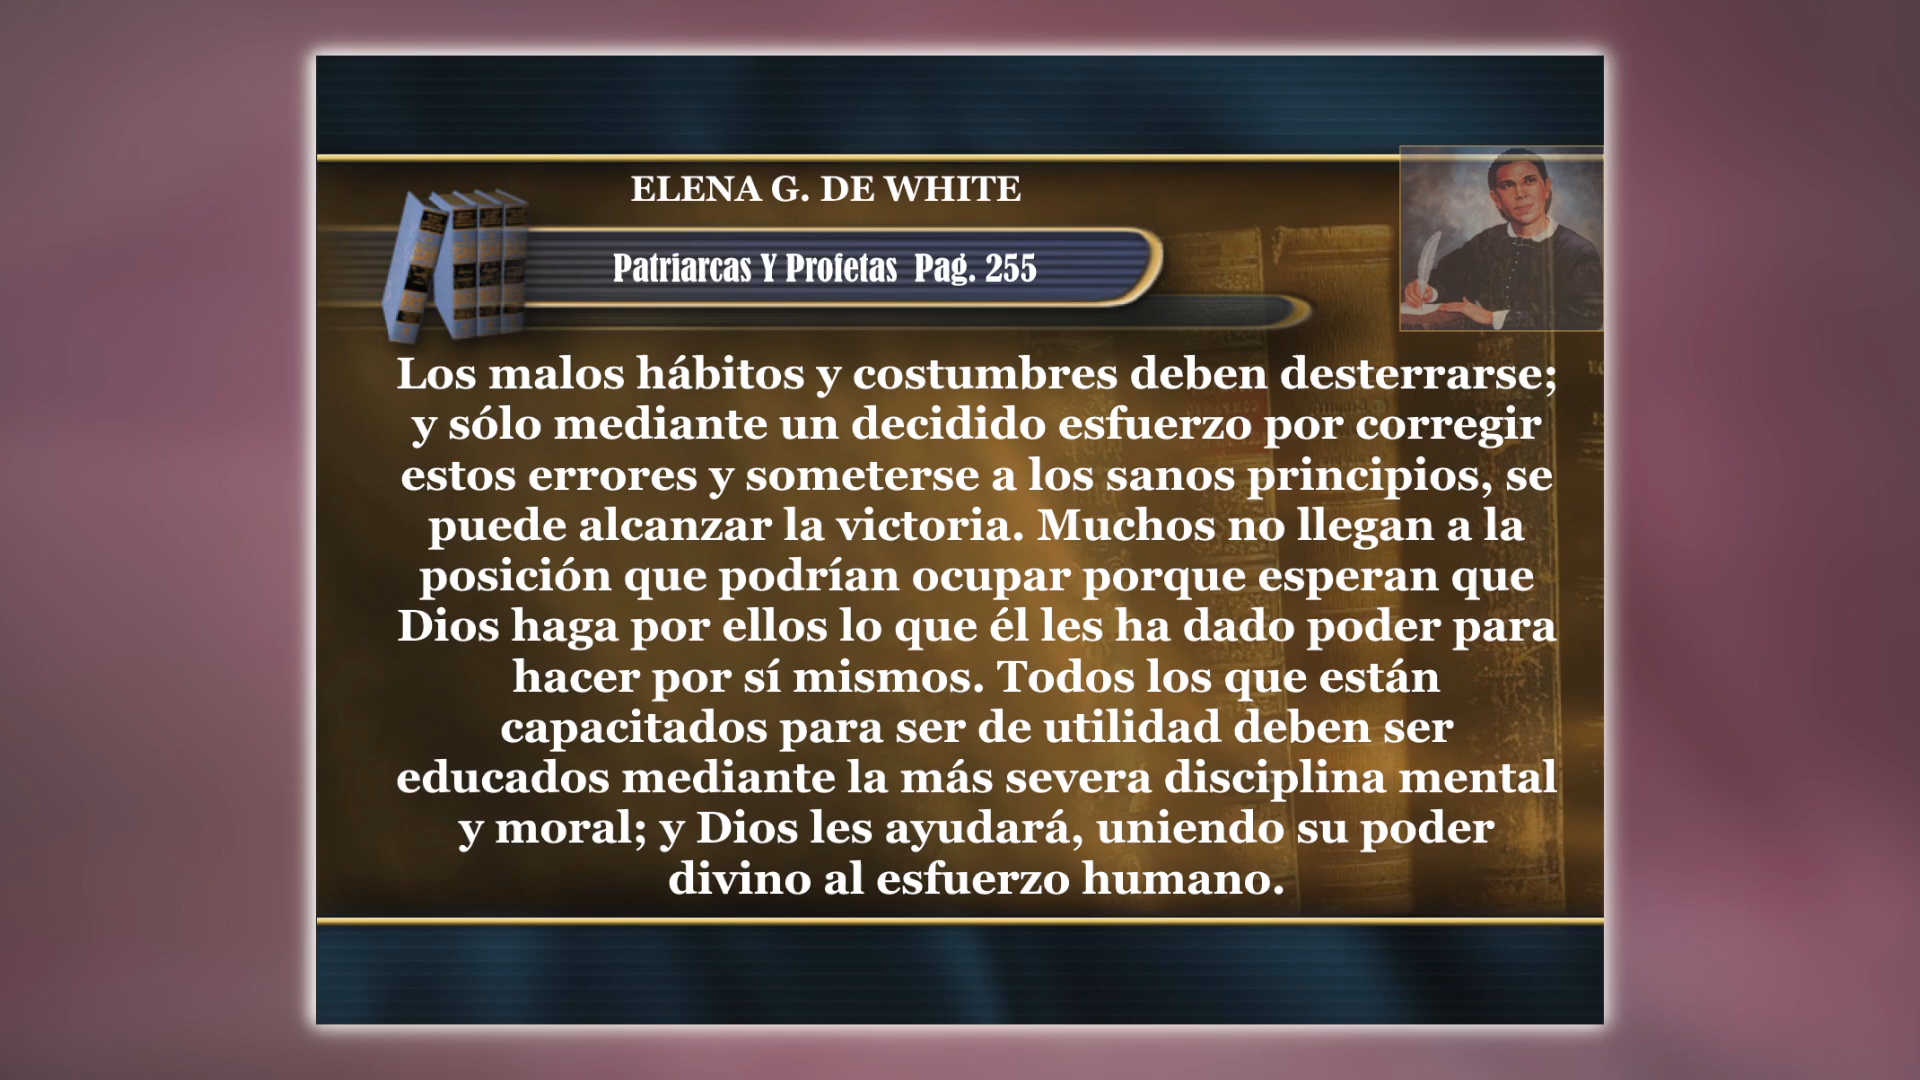 ELENA G. DE WHITE
Patriarcas Y Profetas Pag. 255
Los malos hábitos y costumbres deben desterrarse;
y sólo mediante un decidido esfuerzo por corregir
estos errores y someterse a los sanos principios, se
puede alcanzar la victoria. Muchos no llegan a la
posición que podrían ocupar porque esperan que
Dios haga por ellos lo que él les ha dado poder para
hacer por sí mismos. Todos los que están
capacitados para ser de utilidad deben ser
educados mediante la más severa disciplina mental
y moral; y Dios les ayudará, uniendo su poder
divino al esfuerzo humano.